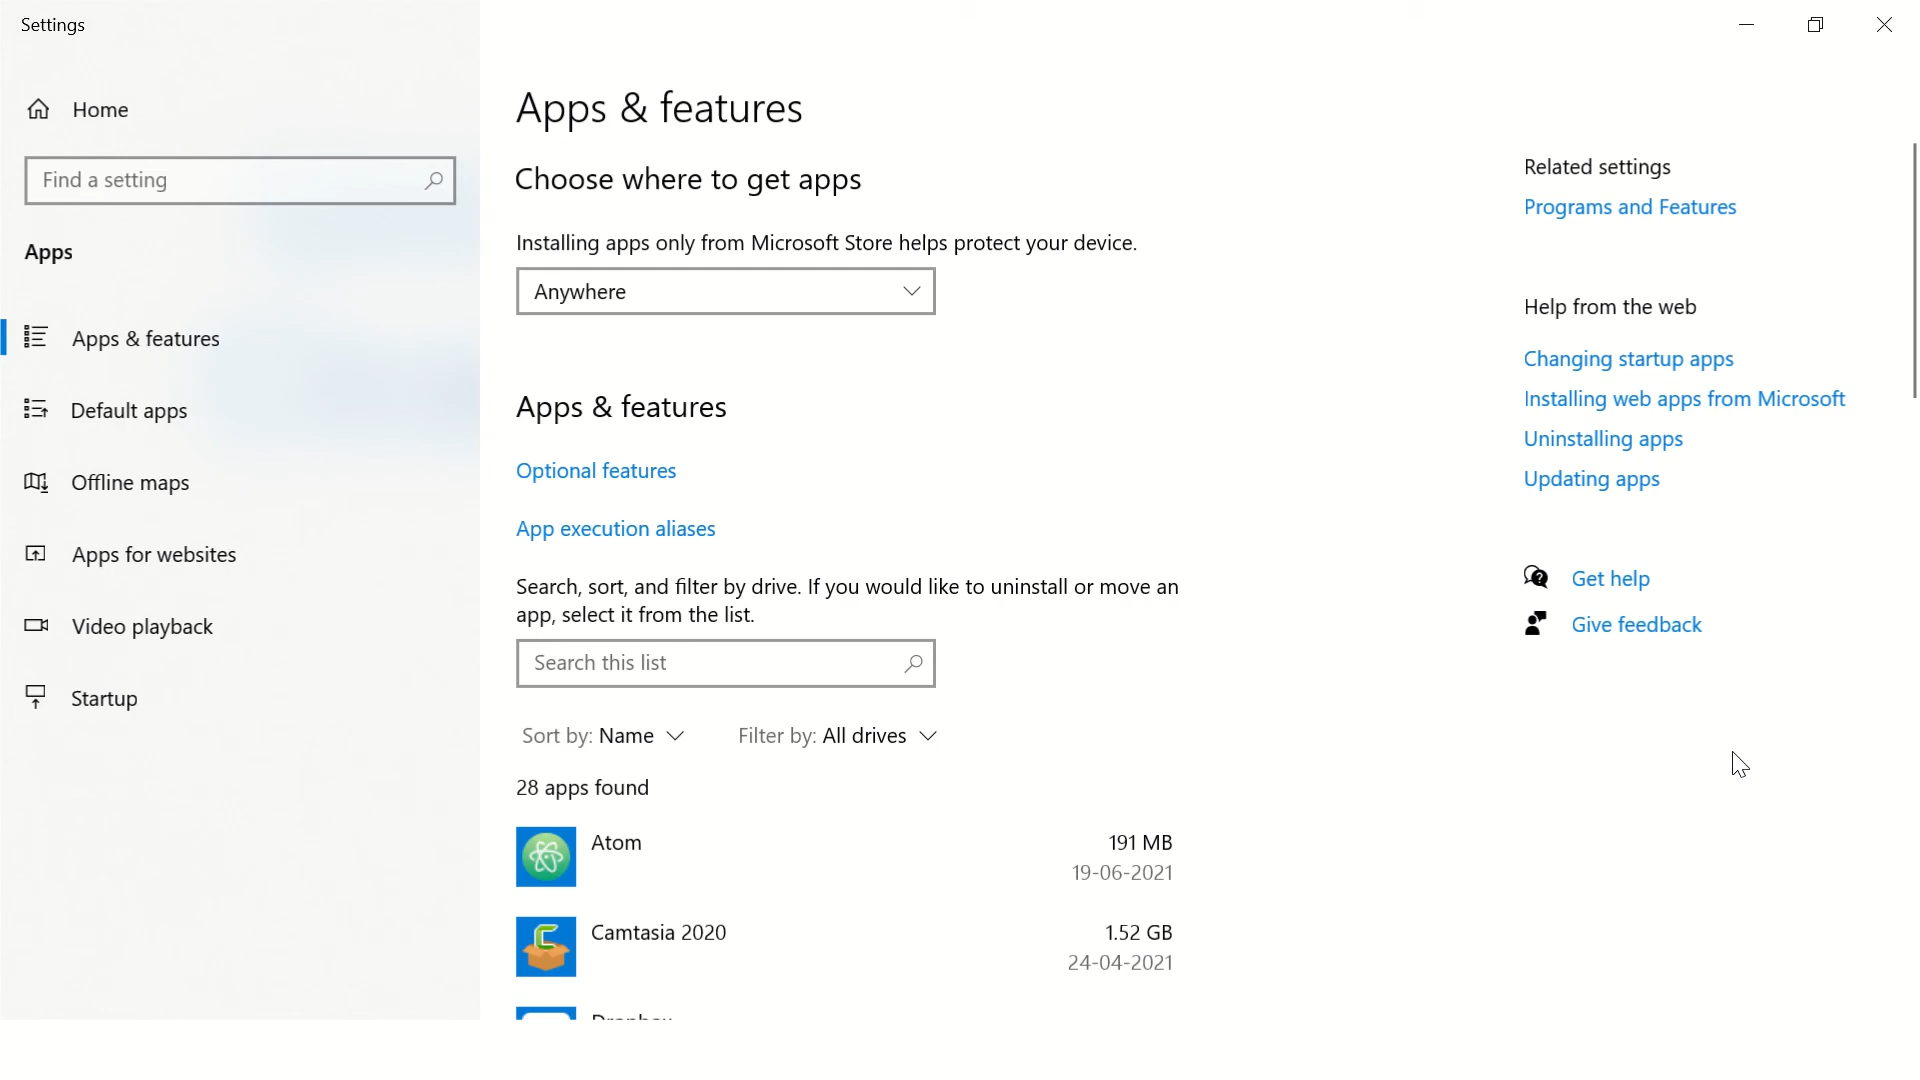 Settings
Home
Find a setting
Apps
Apps & features
Default apps
Offline maps
Apps for websites
Video playback
Startup
Apps & features
Choose where to get apps
Installing apps only from Microsoft Store helps protect your device.
Anywhere
Apps & features
Optional features
App execution aliases
Search, sort, and filter by drive. If you would like to uninstall or move an
app, select it from the list.
Search this list
Sort by: Name
Filter by: All drives
28 apps found
Atom
191 MB
19-06-2021
Camtasia 2020
1.52 GB
24-04-2021
Related settings
Programs and Features
Help from the web
Changing startup apps
Installing web apps from Microsoft
Uninstalling apps
Updating apps
Get help
Give feedback